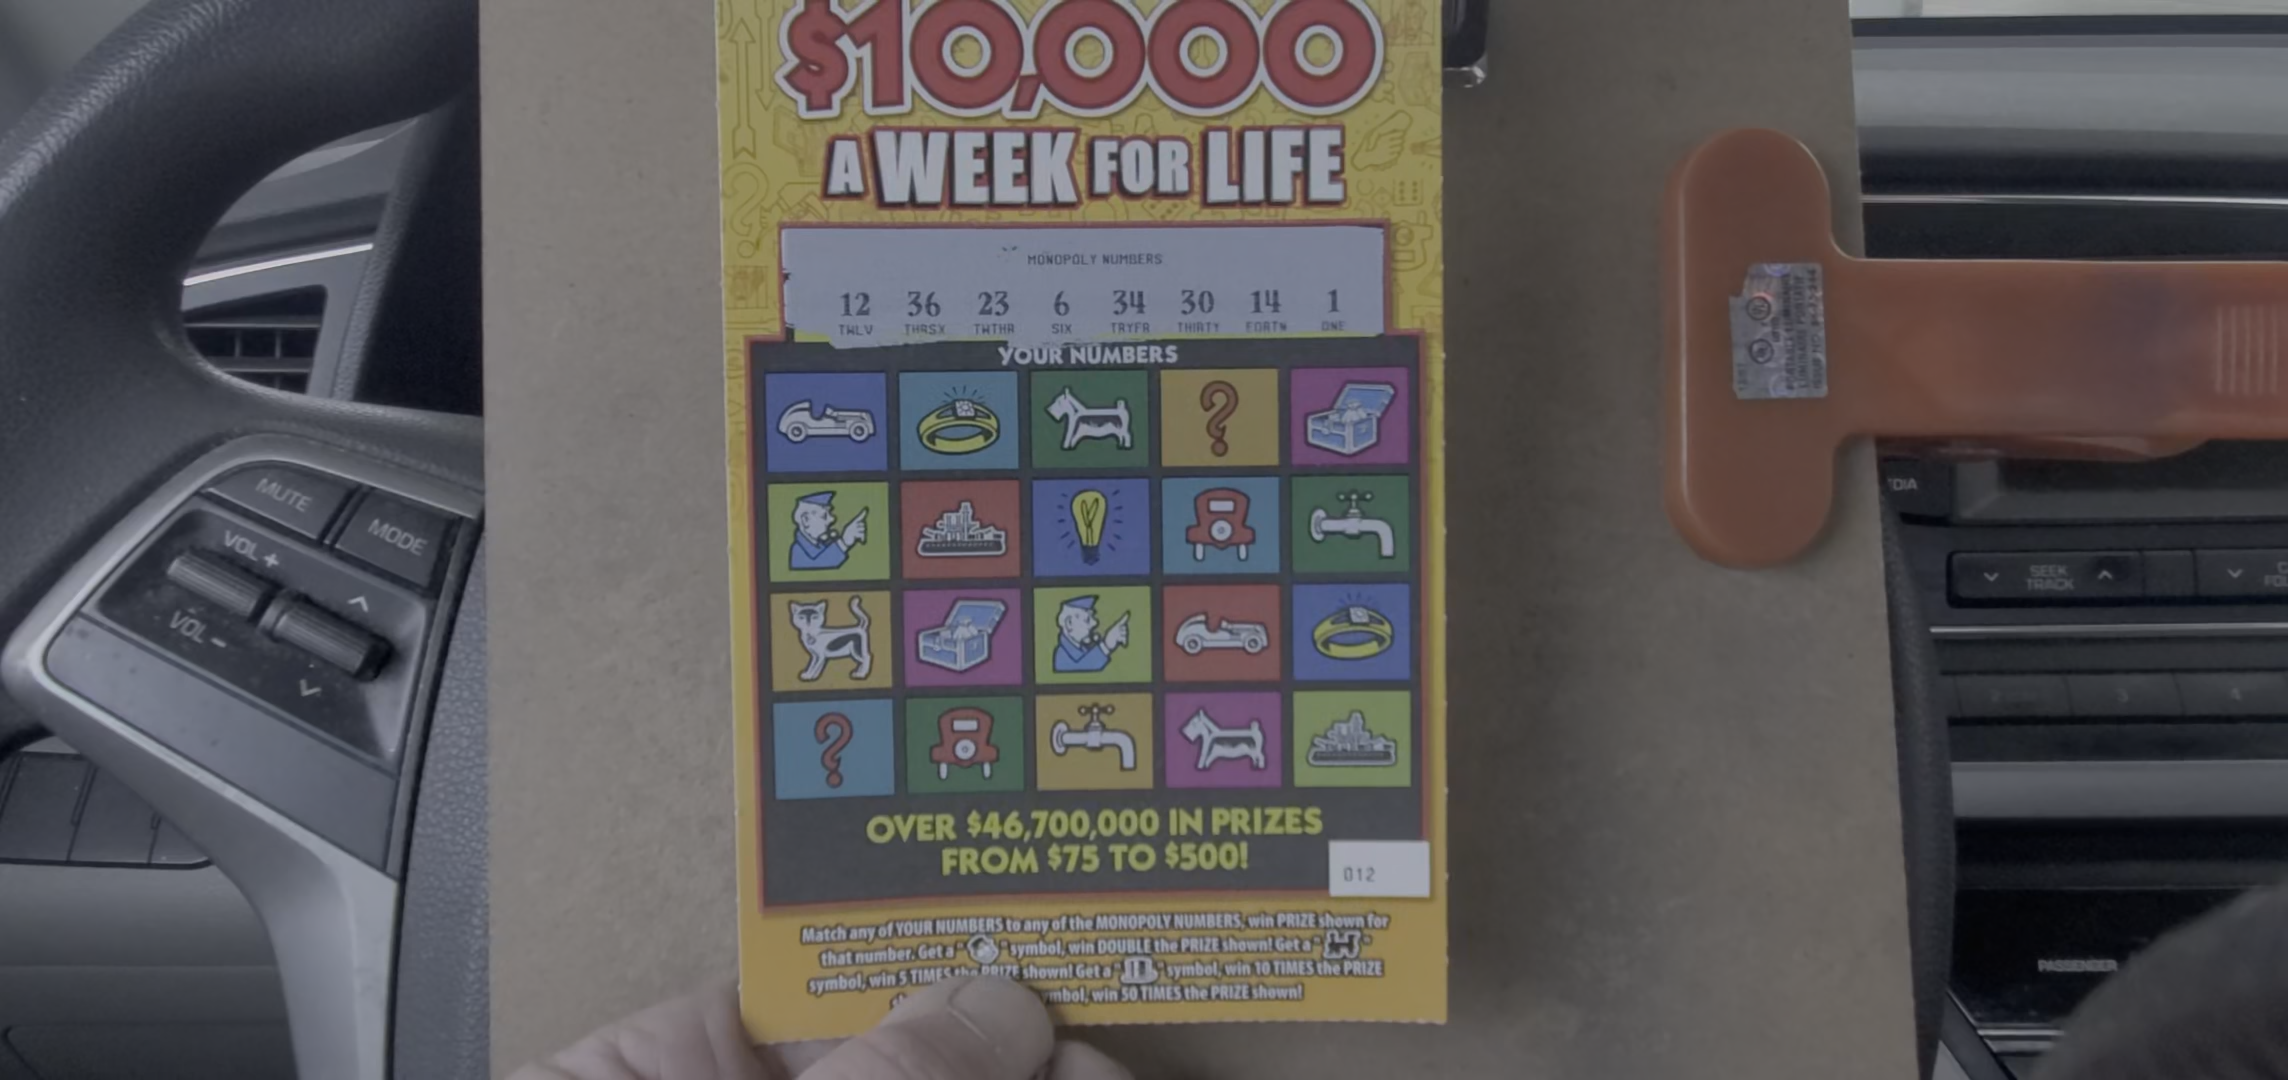 $10,000
A WEEK FOR LIFE
MONOPOLY NUMBERS
12 36 23 6 34 30 14 1
TWLV THRSX TWTHR SIX TRYFR THIRTY FORTN ONE
YOUR NUMBERS
OVER $46,700,000 IN PRIZES
FROM $75 TO $500!
012
Match any of YOUR NUMBERS to any of the MONOPOLY NUMBERS, win PRIZE shown for
that number. Get a " " symbol, win DOUBLE the PRIZE shown! Get a " "
symbol, win 5 TIMES the PRIZE shown! Get a " " symbol, win 10 TIMES the PRIZE
symbol, win 50 TIMES the PRIZE shown!
MUTE
MODE
VOL +
VOL -
SEEK
TRACK
2
3
4
PASSENGER